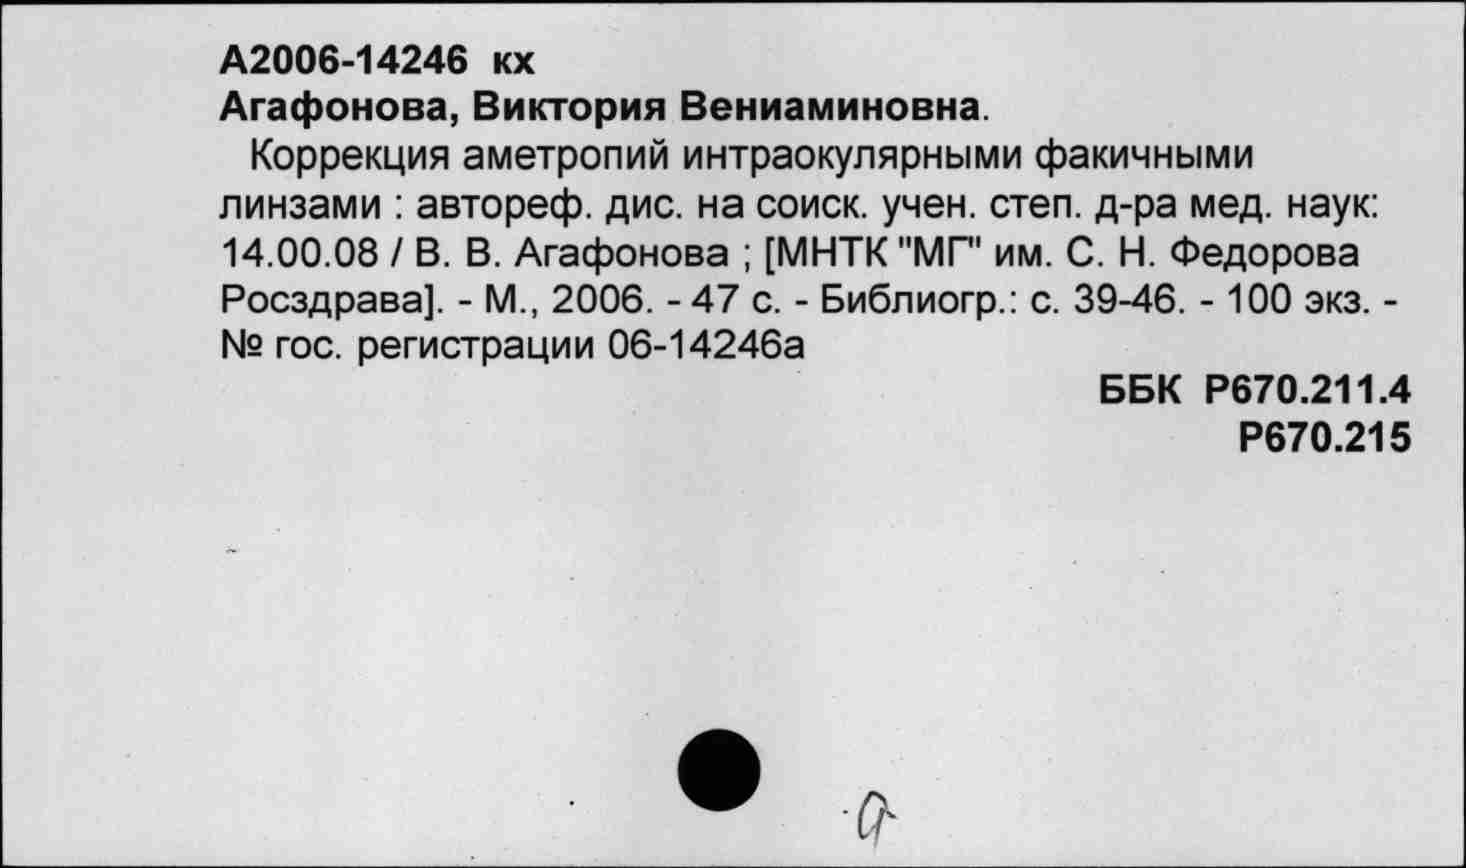 А2006-14246 кх
Агафонова, Виктория Вениаминовна.
Коррекция аметропий интраокулярными факичными
линзами : автореф. дис. на соиск. учен. степ. д-ра мед. наук:
14.00.08 / В. В. Агафонова ; [МНТК "МГ" им. С. Н. Федорова
Росздрава]. - М., 2006. - 47 с. - Библиогр.: с. 39-46. - 100 экз. -
№ гос. регистрации 06-14246а
ББК Р670.211.4
Р670.215